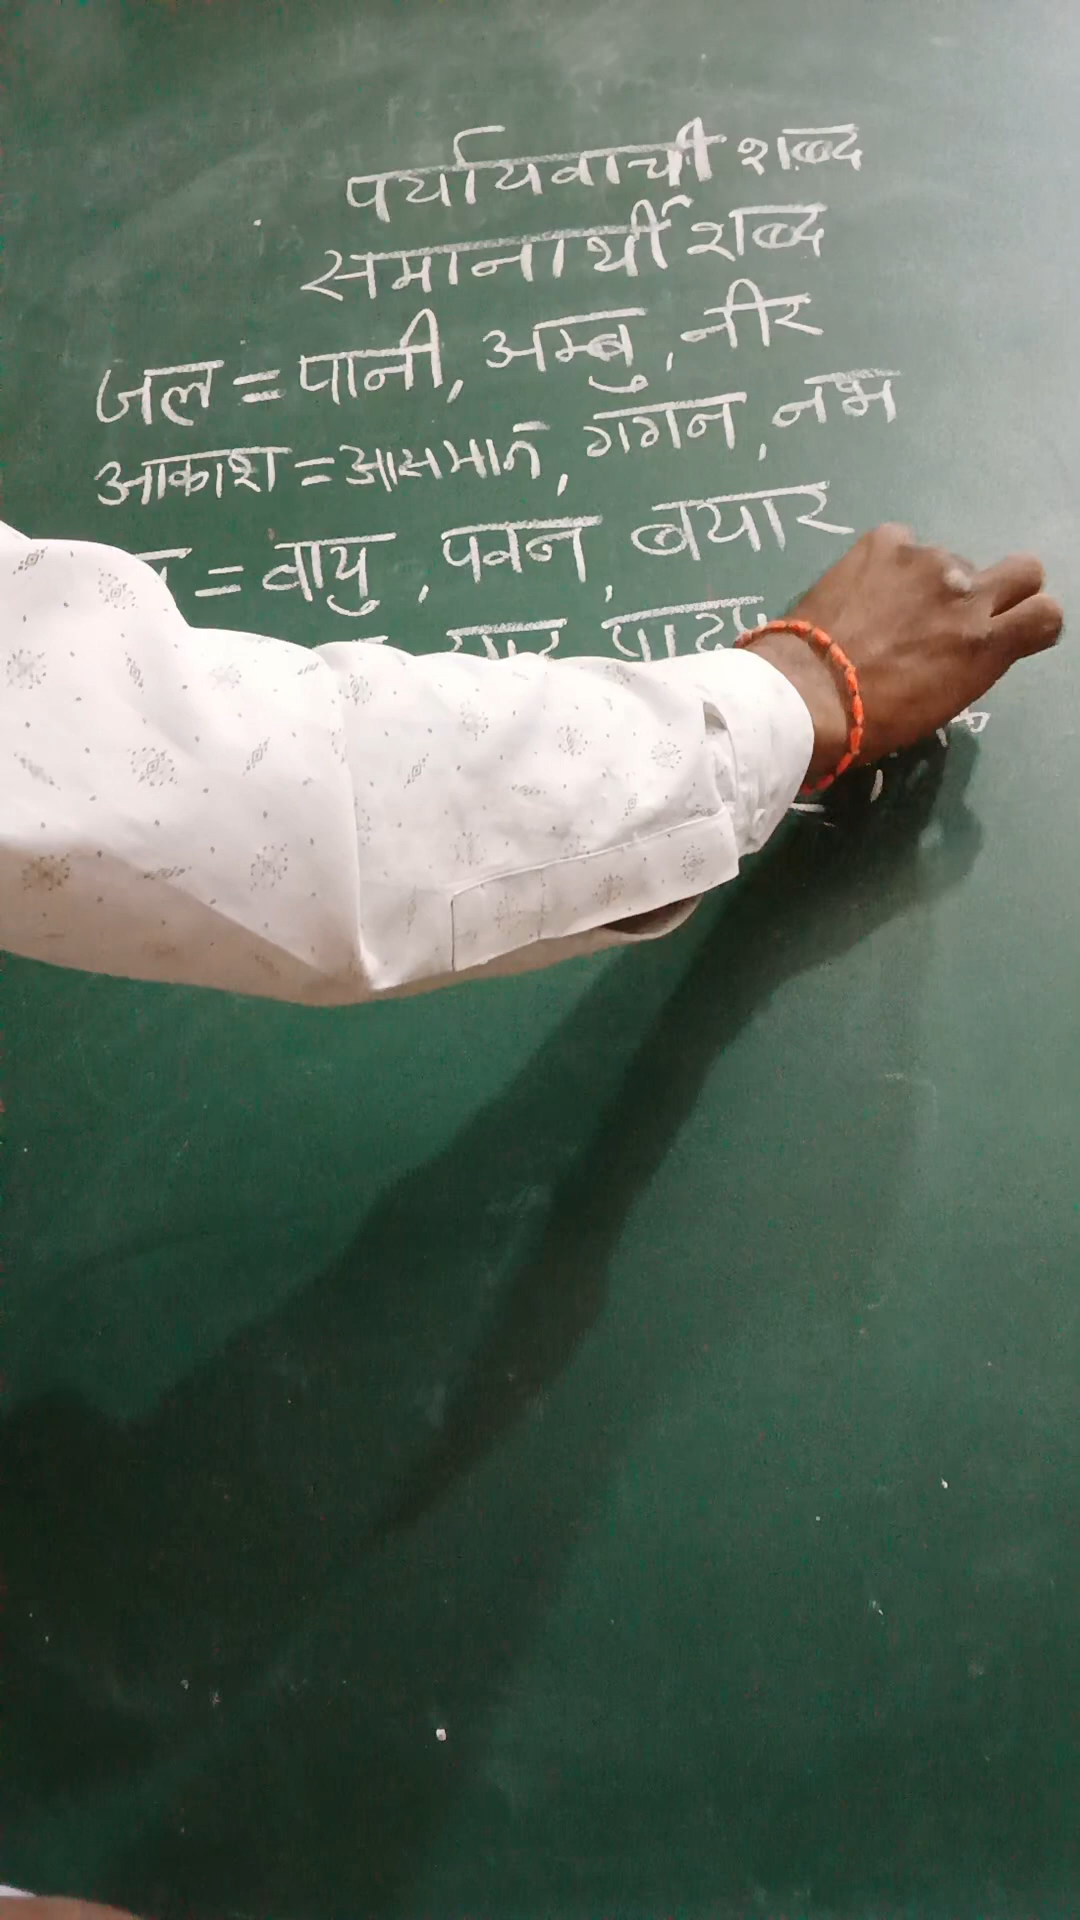 पर्यायवाची शब्द
समानार्थी शब्द
जल = पानी, अम्बु, नीर
आकाश = आसमान, गगन, नभ
= वायु, पवन, बयार